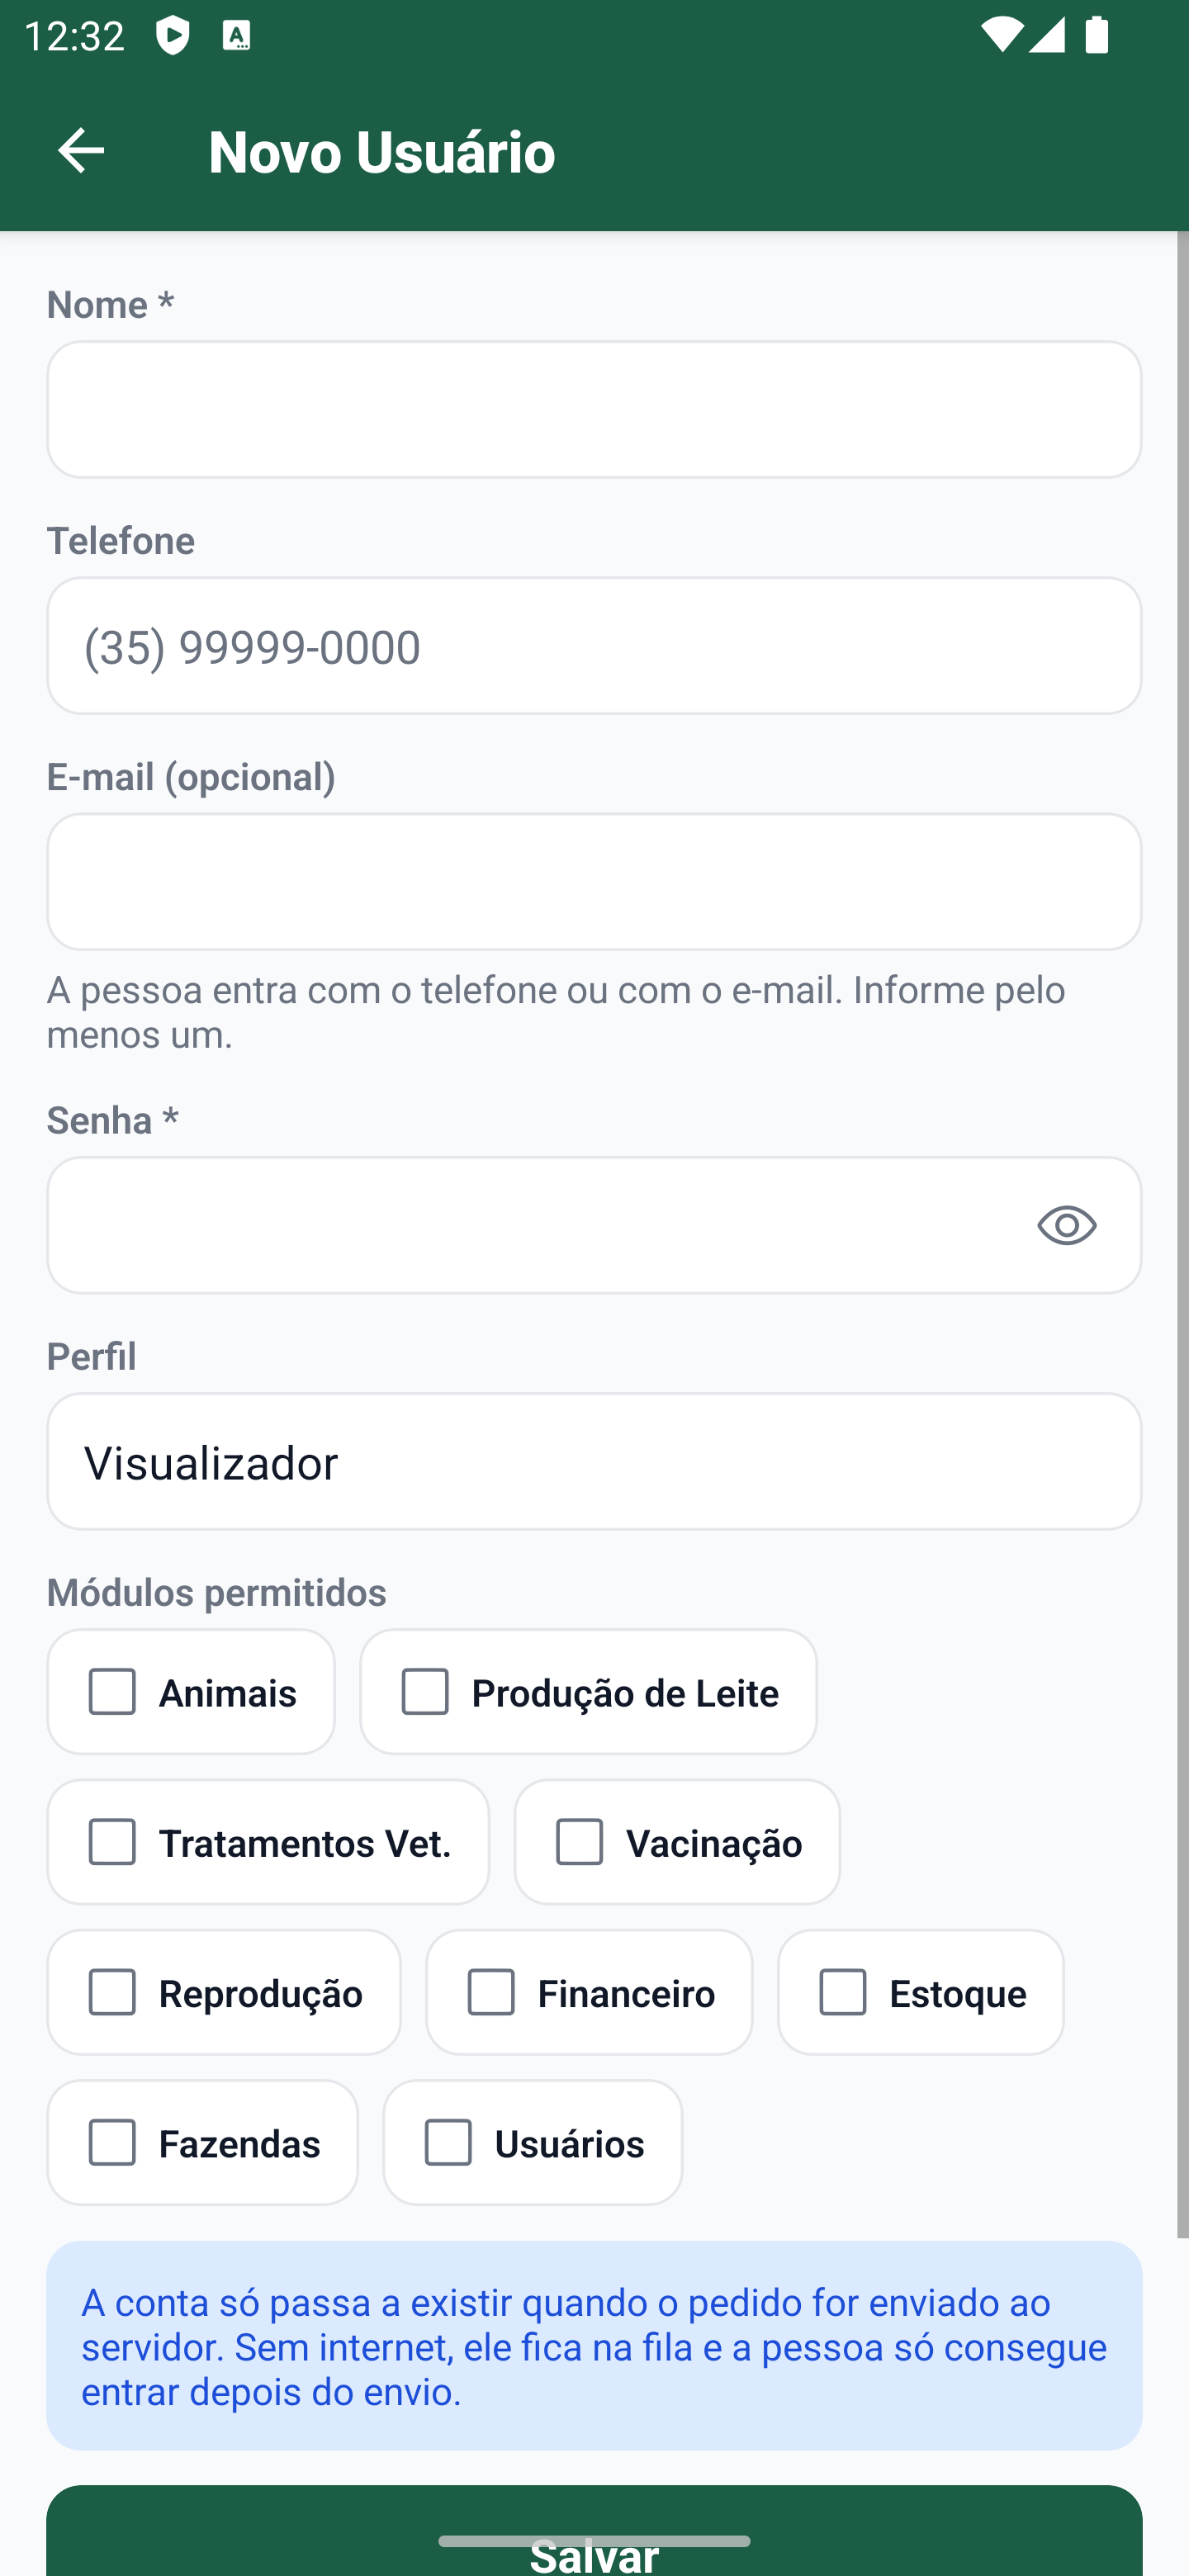 12:32
Novo Usuário
Nome *
Telefone
(35) 99999-0000
E-mail (opcional)
A pessoa entra com o telefone ou com o e-mail. Informe pelo
menos um.
Senha *
Perfil
Visualizador
Módulos permitidos
Animais
Produção de Leite
Tratamentos Vet.
Vacinação
Reprodução
Financeiro
Estoque
Fazendas
Usuários
A conta só passa a existir quando o pedido for enviado ao
servidor. Sem internet, ele fica na fila e a pessoa só consegue
entrar depois do envio.
Salvar